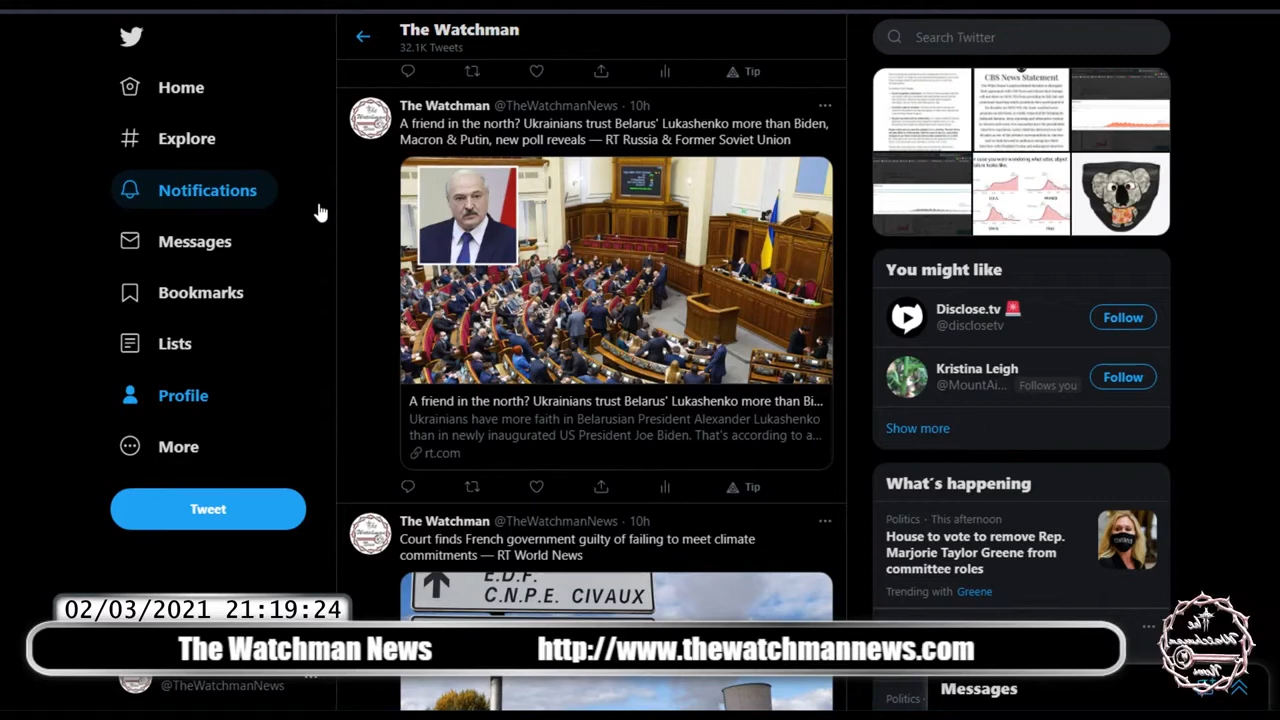 Home
Explore
Notifications
Messages
Bookmarks
Lists
Profile
More
Tweet
@TheWatchmanNews
The Watchman
32.1K Tweets
Tip
The Watchman @TheWatchmanNews · 10h
A friend in the north? Ukrainians trust Belarus' Lukashenko more than Biden,
Macron or Putin, new poll reveals — RT Russia & Former Soviet Union
A friend in the north? Ukrainians trust Belarus' Lukashenko more than Bi...
Ukrainians have more faith in Belarusian President Alexander Lukashenko
than in newly inaugurated US President Joe Biden. That's according to a...
rt.com
Tip
The Watchman @TheWatchmanNews · 10h
Court finds French government guilty of failing to meet climate
commitments — RT World News
E.D.F.
C.N.P.E. CIVAUX
Search Twitter
CBS News Statement
You might like
Disclose.tv
@disclosetv
Follow
Kristina Leigh
@MountAi... Follows you
Follow
Show more
What's happening
Politics · This afternoon
House to vote to remove Rep.
Marjorie Taylor Greene from
committee roles
Trending with Greene
Politics ·
Messages
02/03/2021 21:19:24
The Watchman News http://www.thewatchmannews.com
The
Watchman
News